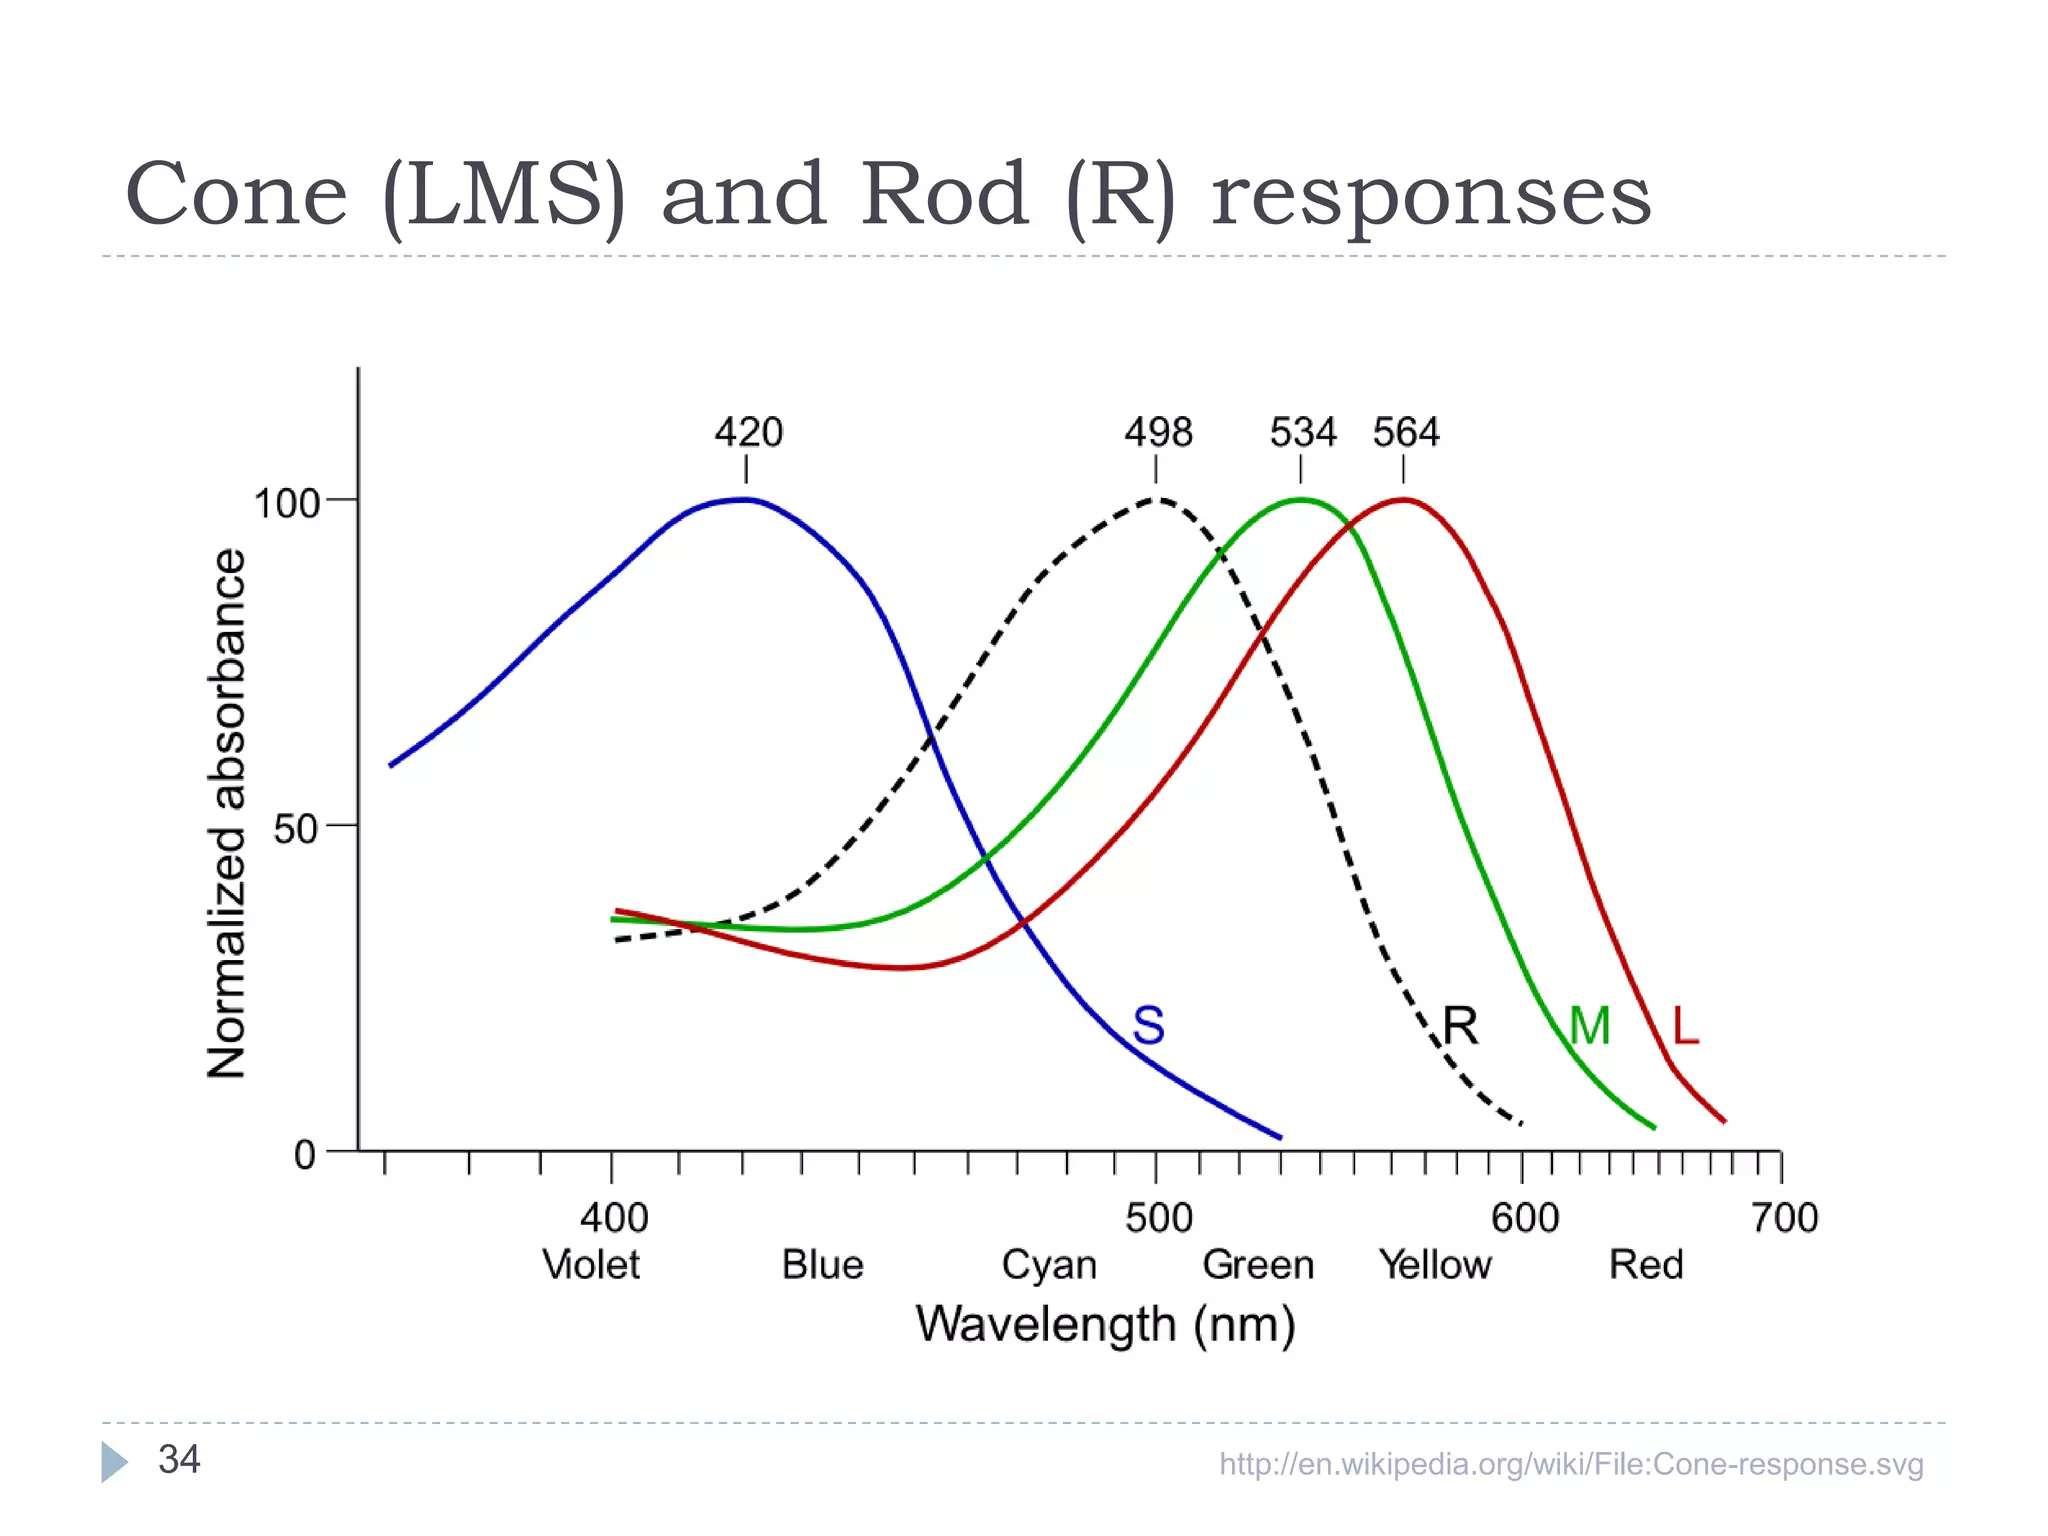 Cone (LMS) and Rod (R) responses
420 498 534 564
100
50
0
Normalized absorbance
S R M L
400 500 600 700
Violet Blue Cyan Green Yellow Red
Wavelength (nm)
34
http://en.wikipedia.org/wiki/File:Cone-response.svg